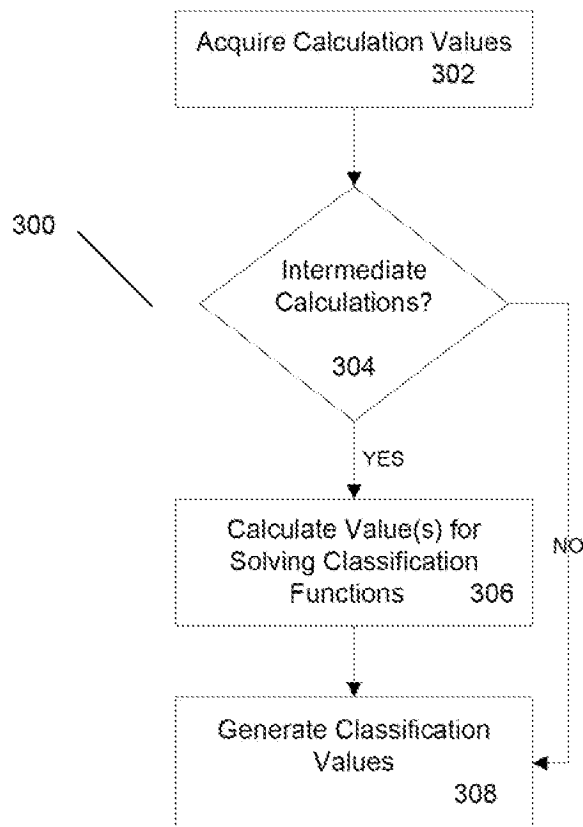 Acquire Calculation Values
302
300
Intermediate
Calculations?
304
YES
Calculate Value(s) for
Solving Classification
Functions 306
NO
Generate Classification
Values
308